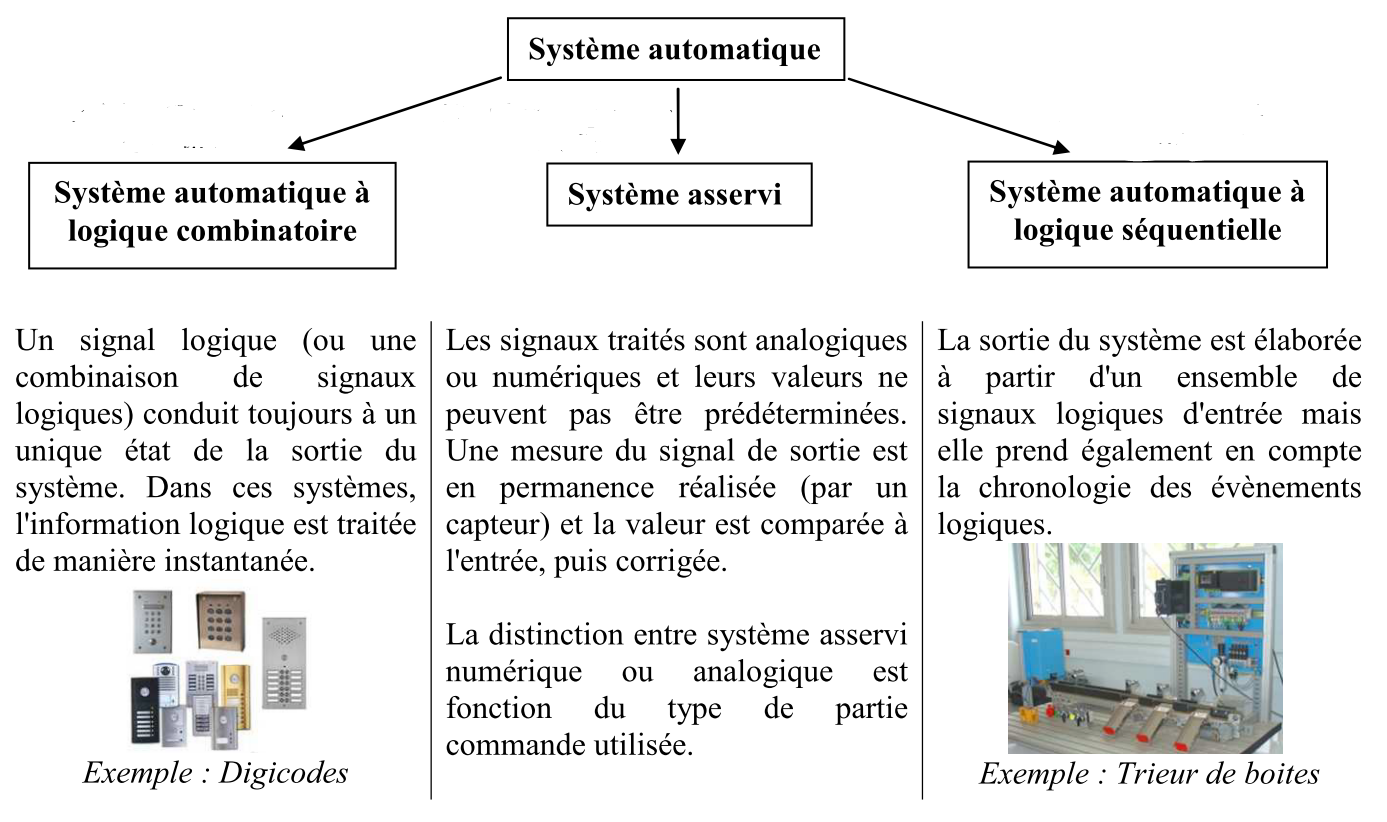 Système automatique
Système automatique à
logique combinatoire
Système asservi
Système automatique à
logique séquentielle
Un signal logique (ou une
combinaison de signaux
logiques) conduit toujours à un
unique état de la sortie du
système. Dans ces systèmes,
l'information logique est traitée
de manière instantanée.
Exemple : Digicodes
Les signaux traités sont analogiques
ou numériques et leurs valeurs ne
peuvent pas être prédéterminées.
Une mesure du signal de sortie est
en permanence réalisée (par un
capteur) et la valeur est comparée à
l'entrée, puis corrigée.
La distinction entre système asservi
numérique ou analogique est
fonction du type de partie
commande utilisée.
La sortie du système est élaborée
à partir d'un ensemble de
signaux logiques d'entrée mais
elle prend également en compte
la chronologie des évènements
logiques.
Exemple : Trieur de boites